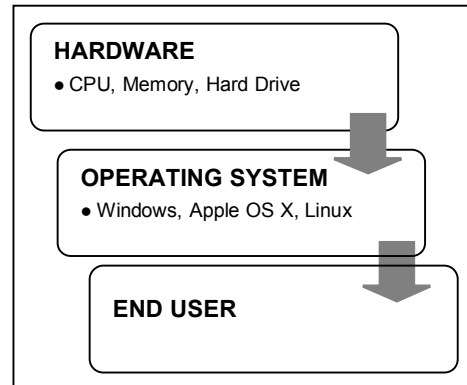 HARDWARE
● CPU, Memory, Hard Drive
OPERATING SYSTEM
● Windows, Apple OS X, Linux
END USER